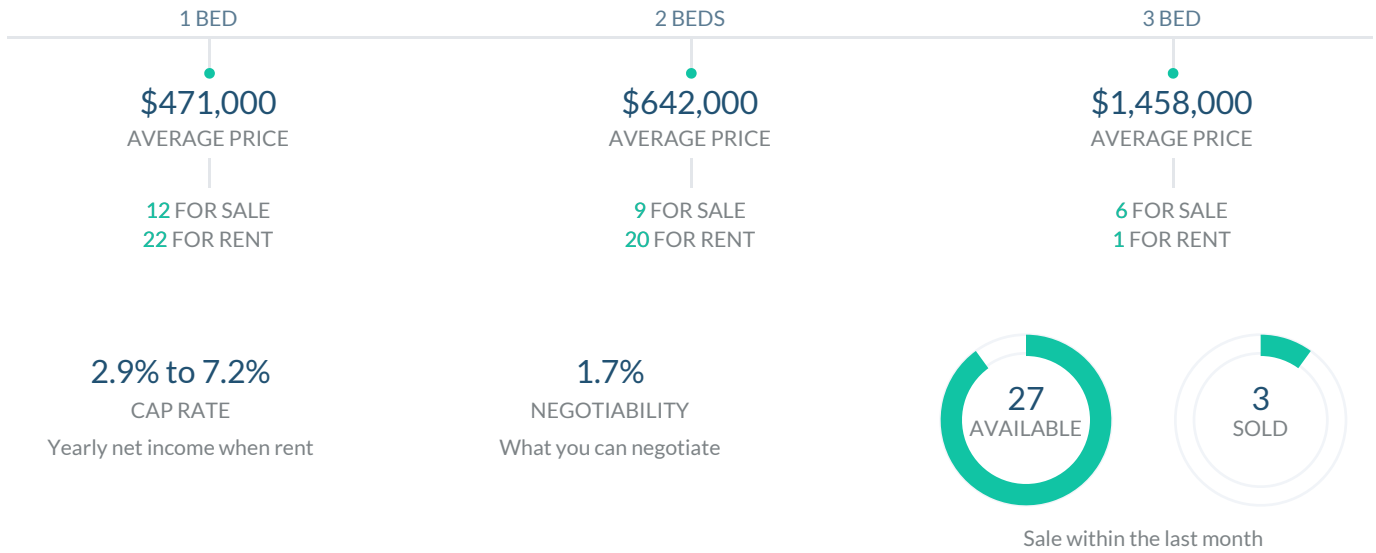 1 BED
2 BEDS
3 BED
$471,000
AVERAGE PRICE
12 FOR SALE
22 FOR RENT
$642,000
AVERAGE PRICE
9 FOR SALE
20 FOR RENT
$1,458,000
AVERAGE PRICE
6 FOR SALE
1 FOR RENT
2.9% to 7.2%
CAP RATE
Yearly net income when rent
1.7%
NEGOTIABILITY
What you can negotiate
27
AVAILABLE
3
SOLD
Sale within the last month